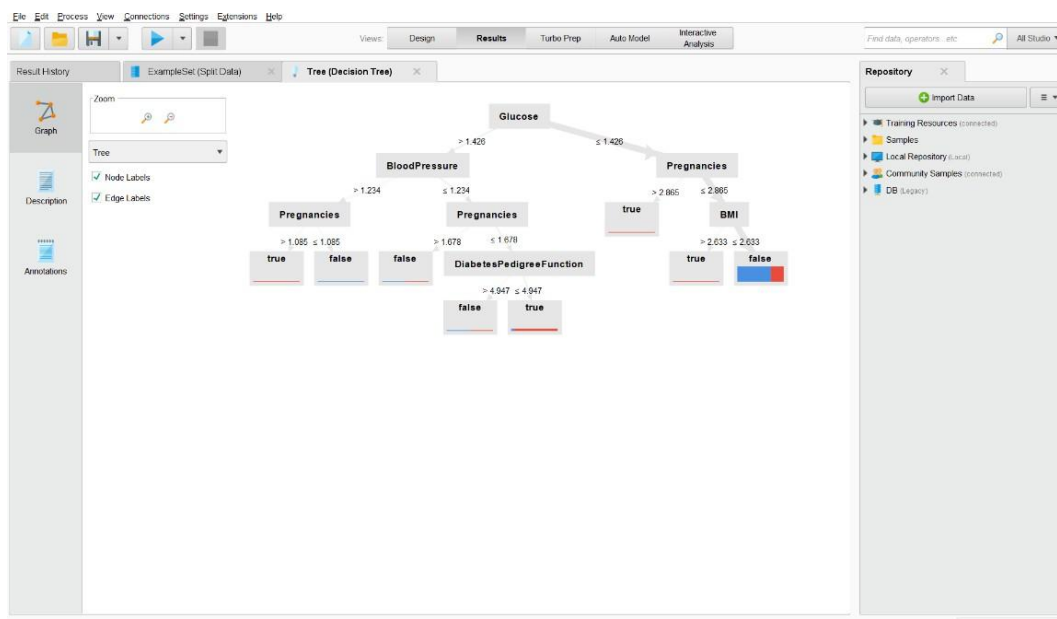 File Edit Process View Connections Settings Extensions Help
Views: Design Results Turbo Prep Auto Model Interactive Analysis
Find data, operators...etc All Studio
Result History ExampleSet (Split Data) Tree (Decision Tree)
Repository
Import Data
Training Resources (connected)
Samples
Local Repository (Local)
Community Samples (connected)
DB (Legacy)
Graph
Description
Annotations
Zoom
Tree
Node Labels
Edge Labels
Glucose
> 1.426 ≤ 1.426
BloodPressure Pregnancies
> 1.234 ≤ 1.234 > 2.865 ≤ 2.865
Pregnancies Pregnancies true BMI
> 1.085 ≤ 1.085 > 1.678 ≤ 1.678 > 2.633 ≤ 2.633
true false false DiabetesPedigreeFunction true false
> 4.947 ≤ 4.947
false true